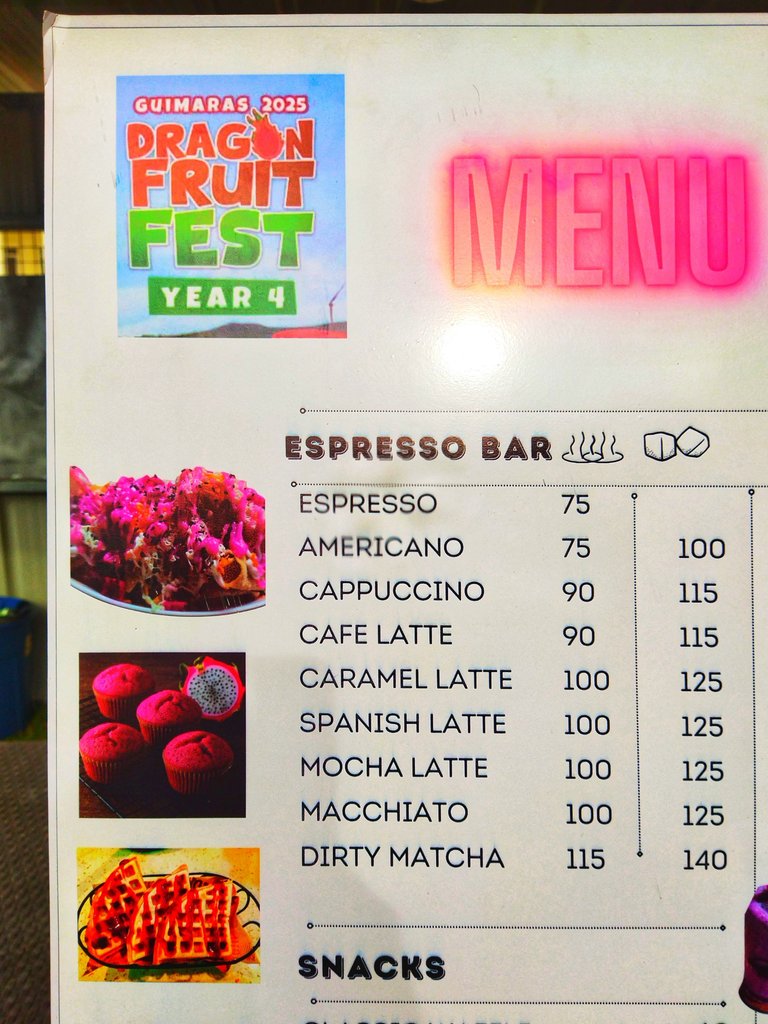 GUIMARAS 2025
DRAGON
FRUIT
FEST
YEAR 4
MENU
ESPRESSO BAR
ESPRESSO 75
AMERICANO 75 100
CAPPUCCINO 90 115
CAFE LATTE 90 115
CARAMEL LATTE 100 125
SPANISH LATTE 100 125
MOCHA LATTE 100 125
MACCHIATO 100 125
DIRTY MATCHA 115 140
SNACKS